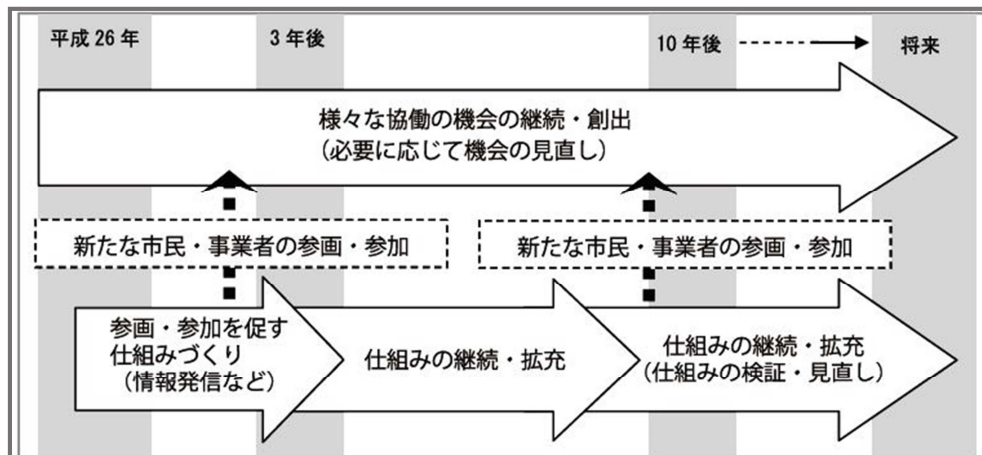 平成 26 年
3 年後
10 年後
将来
様々な協働の機会の継続・創出
(必要に応じて機会の見直し)
新たな市民・事業者の参画・参加
新たな市民・事業者の参画・参加
参画・参加を促す
仕組みづくり
(情報発信など)
仕組みの継続・拡充
仕組みの継続・拡充
(仕組みの検証・見直し)